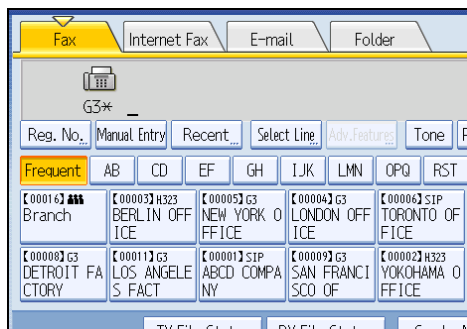 Fax Internet Fax E-mail Folder
G3* _
Reg. No. Manual Entry Recent Select Line Adv.Features Tone
Frequent AB CD EF GH IJK LMN OPQ RST
【00016】 【00003】H323 【00005】G3 【00004】G3 【00006】SIP
Branch BERLIN OFF NEW YORK O LONDON OFF TORONTO OF
ICE FFICE ICE FICE
【00008】G3 【00011】G3 【00001】SIP 【00009】G3 【00002】H323
DETROIT FA LOS ANGELE ABCD COMPA SAN FRANCI YOKOHAMA O
CTORY S FACT NY SCO OF FFICE